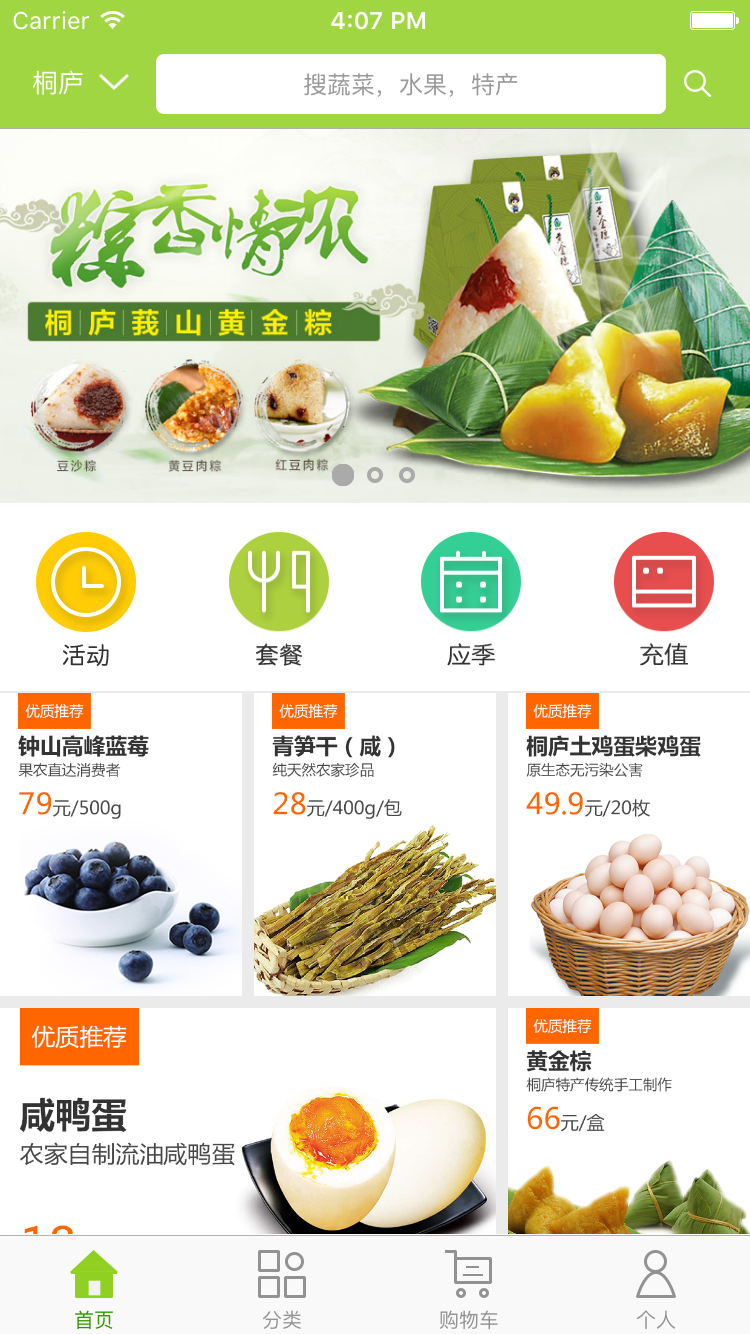 Carrier 4:07 PM
桐庐 搜蔬菜，水果，特产
粽香情浓
黄金粽
桐庐莪山黄金粽
豆沙粽 黄豆肉粽 红豆肉粽
活动 套餐 应季 充值
优质推荐 优质推荐 优质推荐
钟山高峰蓝莓 青笋干（咸） 桐庐土鸡蛋柴鸡蛋
果农直达消费者 纯天然农家珍品 原生态无污染公害
79元/500g 28元/400g/包 49.9元/20枚
优质推荐
咸鸭蛋
农家自制流油咸鸭蛋
优质推荐
黄金棕
桐庐特产传统手工制作
66元/盒
首页 分类 购物车 个人